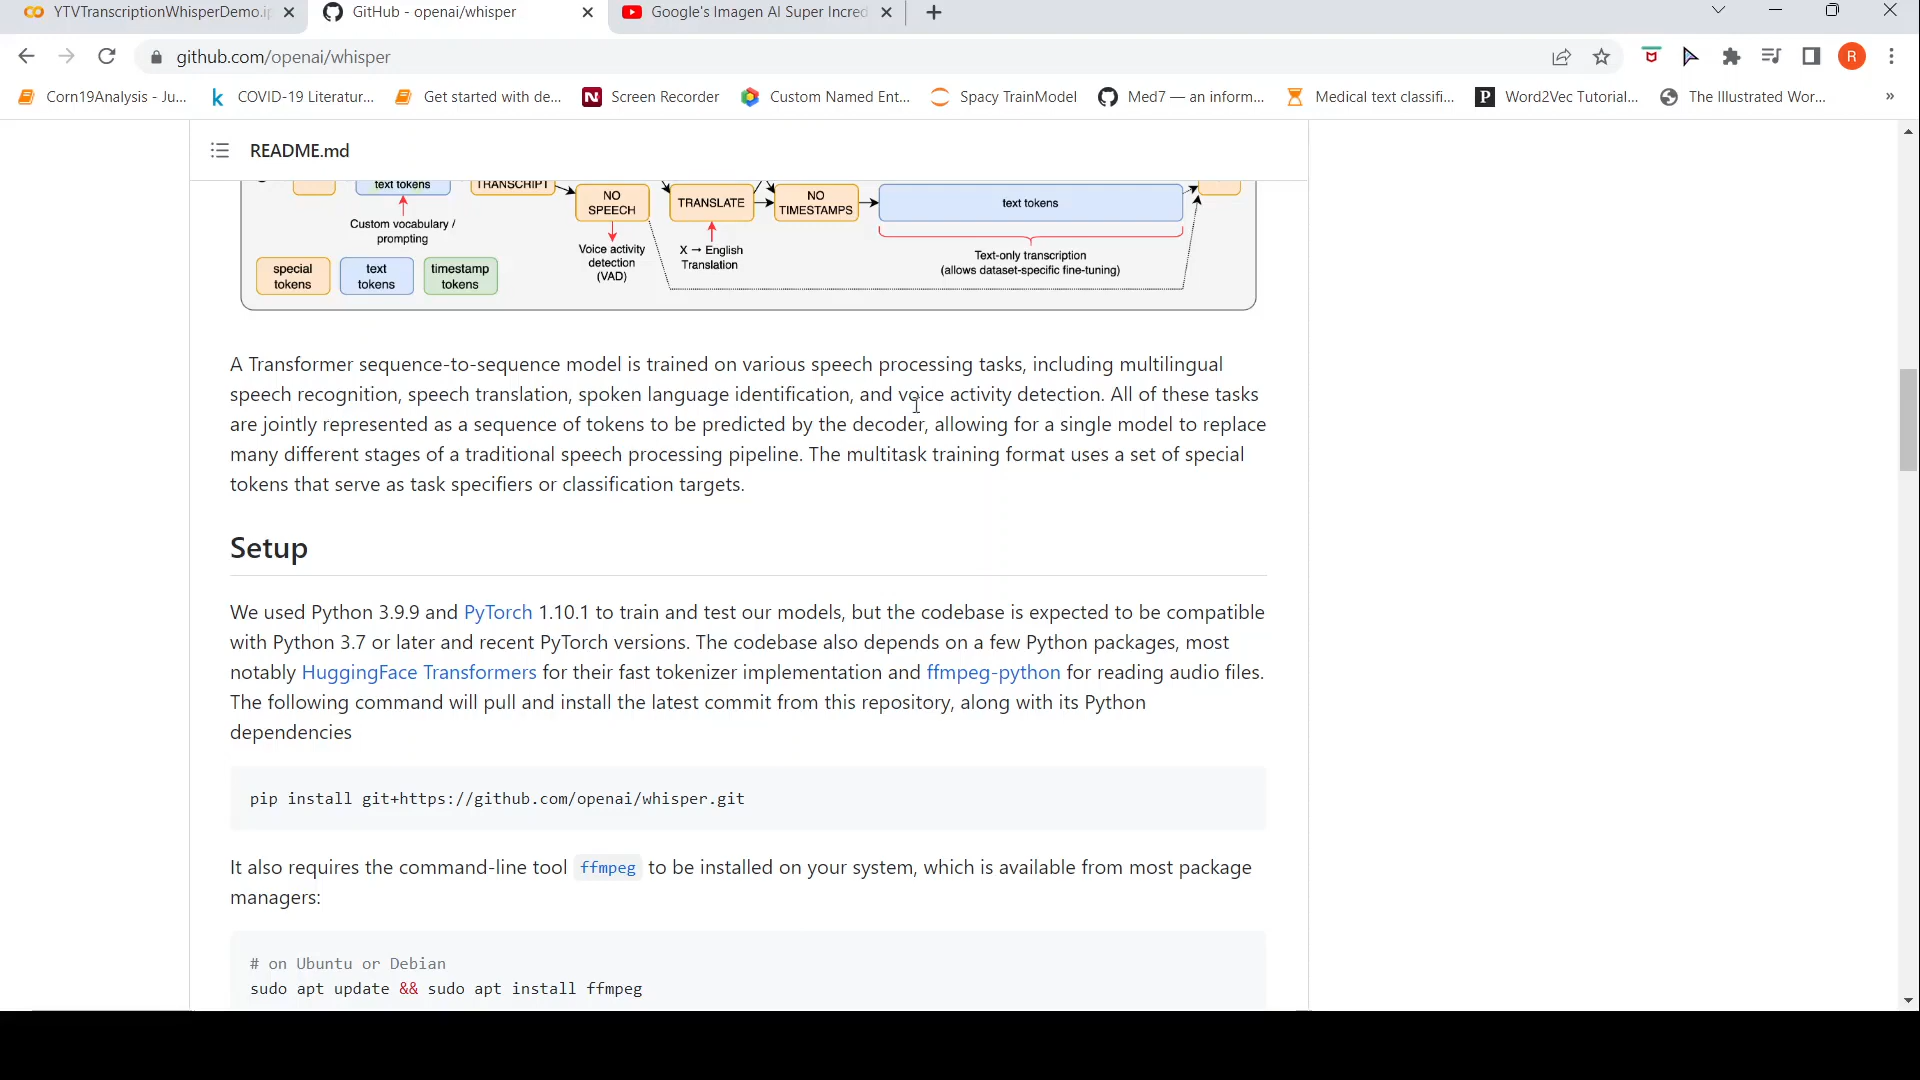 YTVTranscriptionWhisperDemo.ip
GitHub - openai/whisper
Google's Imagen AI Super Incred
github.com/openai/whisper
R
Corn19Analysis - Ju...
COVID-19 Literatur...
Get started with de...
Screen Recorder
Custom Named Ent...
Spacy TrainModel
Med7 — an inform...
Medical text classifi...
Word2Vec Tutorial...
The Illustrated Wor...
»
README.md
text tokens
TRANSCRIPT
NO
SPEECH
TRANSLATE
NO
TIMESTAMPS
text tokens
Custom vocabulary /
prompting
Voice activity
detection
(VAD)
X → English
Translation
Text-only transcription
(allows dataset-specific fine-tuning)
special
tokens
text
tokens
timestamp
tokens
A Transformer sequence-to-sequence model is trained on various speech processing tasks, including multilingual
speech recognition, speech translation, spoken language identification, and voice activity detection. All of these tasks
are jointly represented as a sequence of tokens to be predicted by the decoder, allowing for a single model to replace
many different stages of a traditional speech processing pipeline. The multitask training format uses a set of special
tokens that serve as task specifiers or classification targets.
Setup
We used Python 3.9.9 and PyTorch 1.10.1 to train and test our models, but the codebase is expected to be compatible
with Python 3.7 or later and recent PyTorch versions. The codebase also depends on a few Python packages, most
notably HuggingFace Transformers for their fast tokenizer implementation and ffmpeg-python for reading audio files.
The following command will pull and install the latest commit from this repository, along with its Python
dependencies
pip install git+https://github.com/openai/whisper.git
It also requires the command-line tool ffmpeg to be installed on your system, which is available from most package
managers:
# on Ubuntu or Debian
sudo apt update && sudo apt install ffmpeg